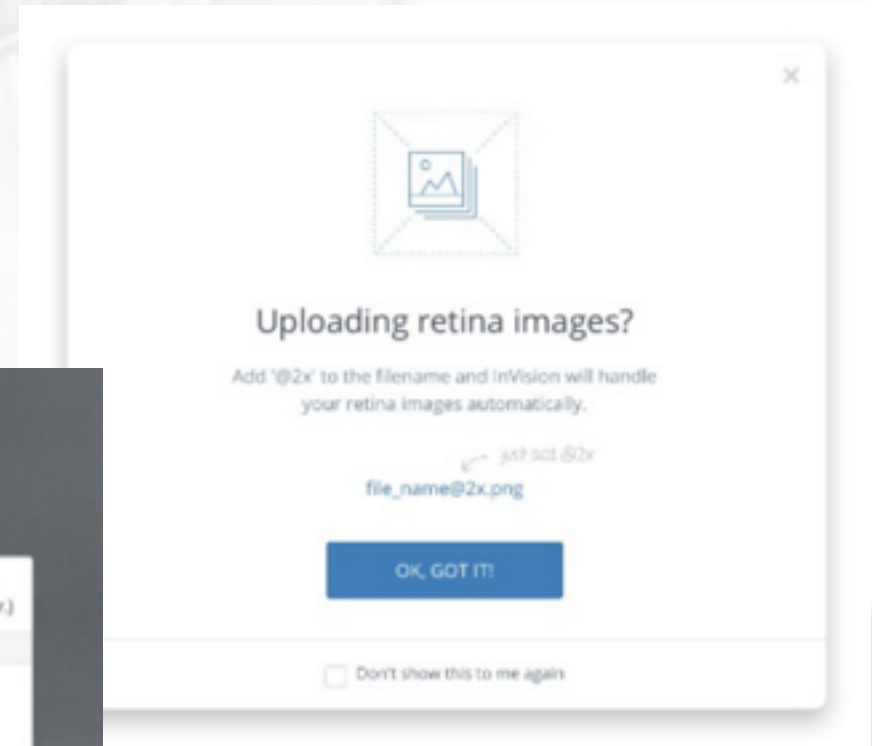 Uploading retina images?
Add '@2x' to the filename and InVision will handle
your retina images automatically.
just add @2x
file_name@2x.png
OK, GOT IT!
Don't show this to me again